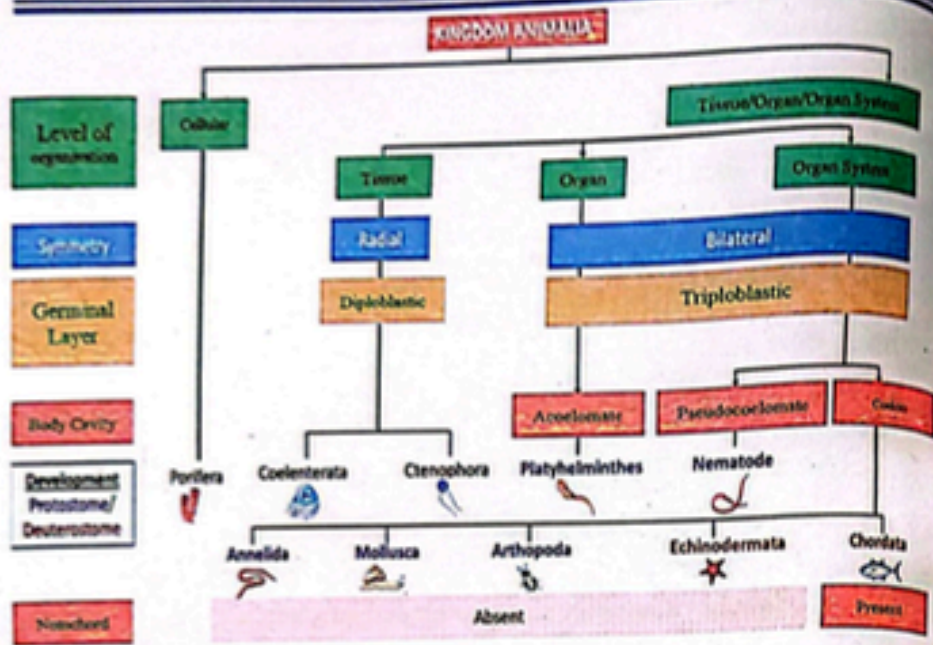 KINGDOM ANIMALIA
Level of
organisation
Cellular
Tissue/Organ/Organ System
Tissue
Organ
Organ System
Symmetry
Radial
Bilateral
Germinal
Layer
Diploblastic
Triploblastic
Body Cavity
Acoelomate
Pseudocoelomate
Development
Protostome/
Deuterostome
Porifera
Coelenterata
Ctenophora
Platyhelminthes
Nematode
Annelida
Mollusca
Arthopoda
Echinodermata
Chordata
Absent
Present